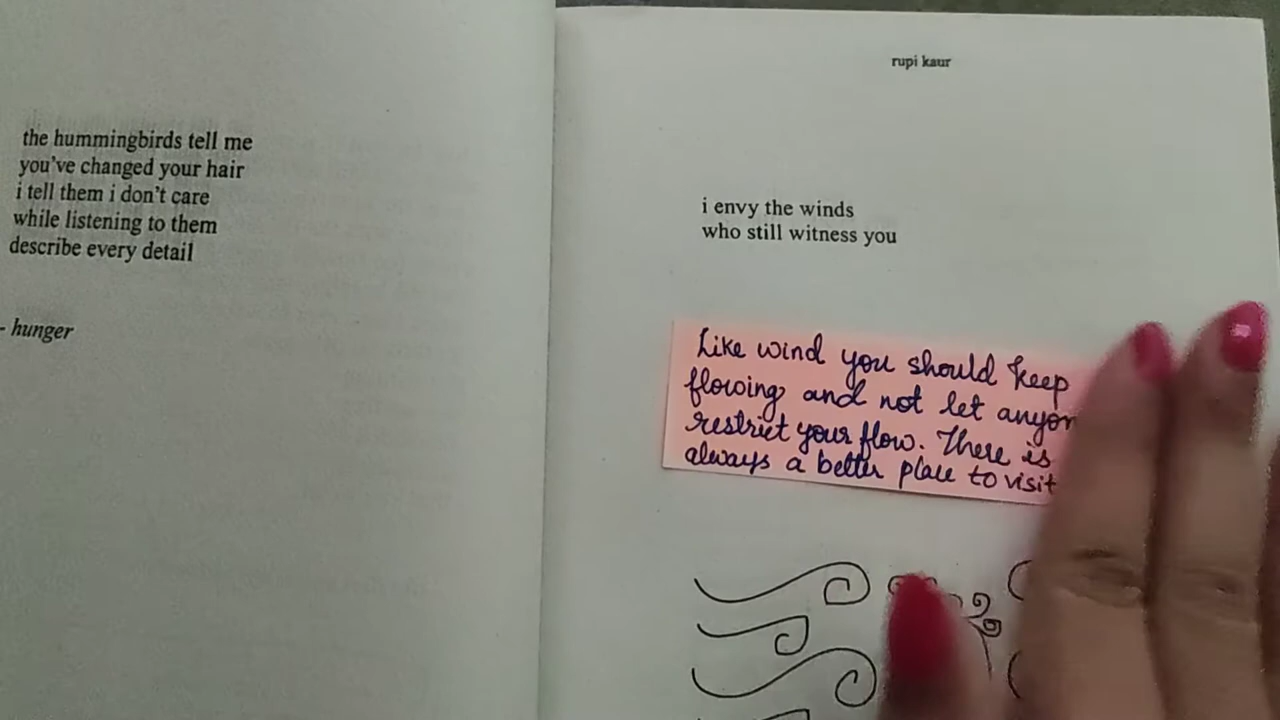 the hummingbirds tell me
you've changed your hair
i tell them i don't care
while listening to them
describe every detail
- hunger
rupi kaur
i envy the winds
who still witness you
Like wind you should keep
flowing and not let
restrict your flow. There is
always a better place to visit